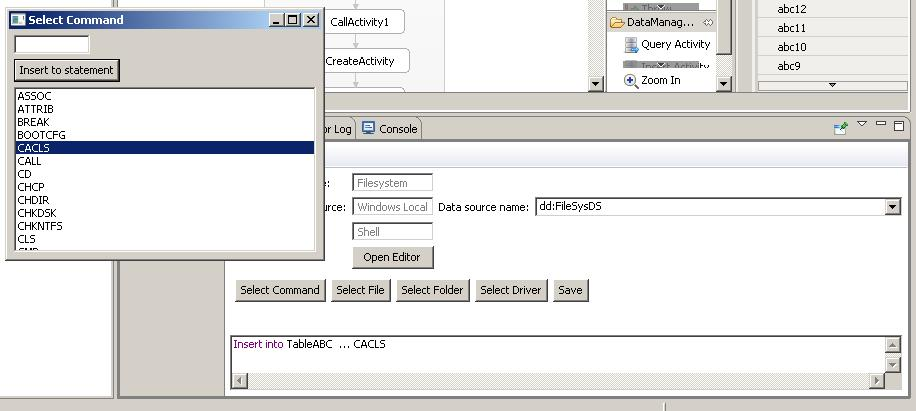 Select Command
Insert to statement
ASSOC
ATTRIB
BREAK
BOOTCFG
CACLS
CALL
CD
CHCP
CHDIR
CHKDSK
CHKNTFS
CLS
CallActivity1
CreateActivity
DataManag...
Query Activity
Insert Activity
Zoom In
abc12
abc11
abc10
abc9
or Log
Console
e:
Filesystem
urce:
Windows Local
Data source name:
dd:FileSysDS
Shell
Open Editor
Select Command
Select File
Select Folder
Select Driver
Save
Insert into TableABC ... CACLS